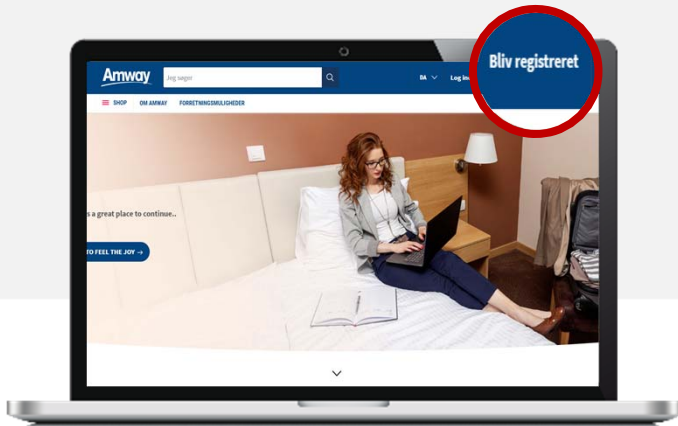 Bliv registreret
Amway
Jeg søger
DA
Log ind
SHOP OM AMWAY FORRETNINGSMULIGHEDER
s a great place to continue..
TO FEEL THE JOY →